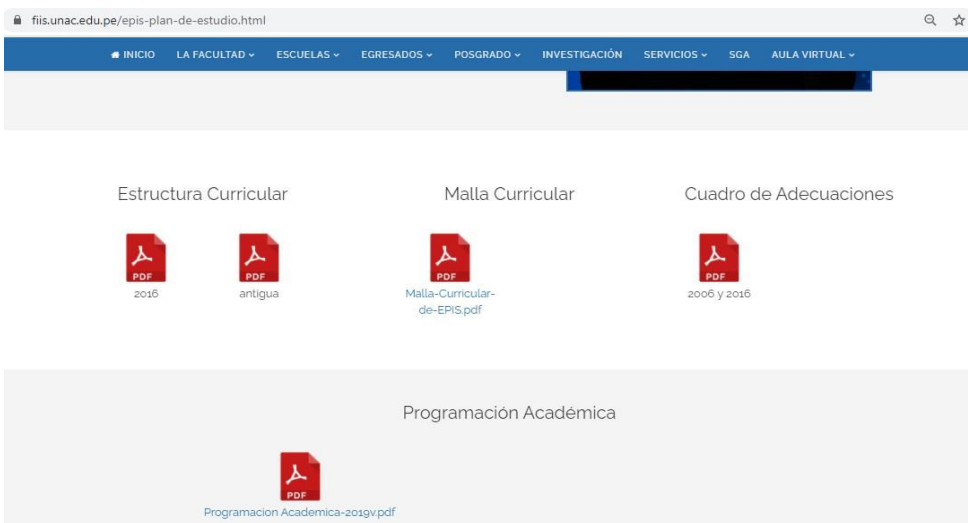 fiis.unac.edu.pe/epis-plan-de-estudio.html
INICIO LA FACULTAD ESCUELAS EGRESADOS POSGRADO INVESTIGACIÓN SERVICIOS SGA AULA VIRTUAL
Estructura Curricular Malla Curricular Cuadro de Adecuaciones
PDF PDF PDF PDF
2016 antigua Malla-Curricular- 2006 y 2016
de-EPIS.pdf
Programación Académica
PDF
Programacion Academica-2019v.pdf